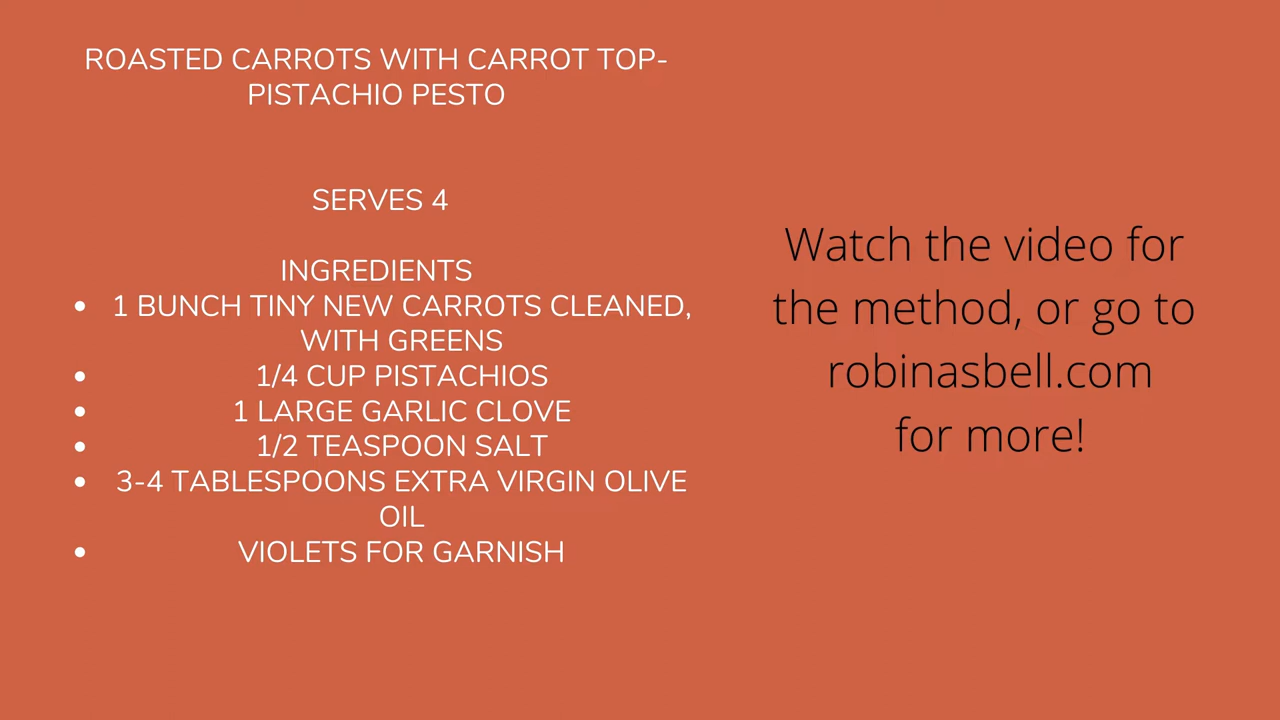 ROASTED CARROTS WITH CARROT TOP-
PISTACHIO PESTO
SERVES 4
INGREDIENTS
• 1 BUNCH TINY NEW CARROTS CLEANED,
WITH GREENS
• 1/4 CUP PISTACHIOS
• 1 LARGE GARLIC CLOVE
• 1/2 TEASPOON SALT
• 3-4 TABLESPOONS EXTRA VIRGIN OLIVE
OIL
• VIOLETS FOR GARNISH
Watch the video for
the method, or go to
robinasbell.com
for more!